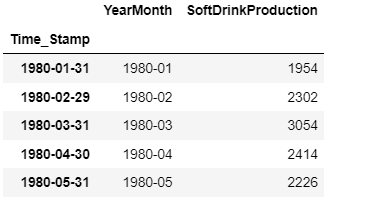 YearMonth SoftDrinkProduction
Time_Stamp
1980-01-31 1980-01 1954
1980-02-29 1980-02 2302
1980-03-31 1980-03 3054
1980-04-30 1980-04 2414
1980-05-31 1980-05 2226